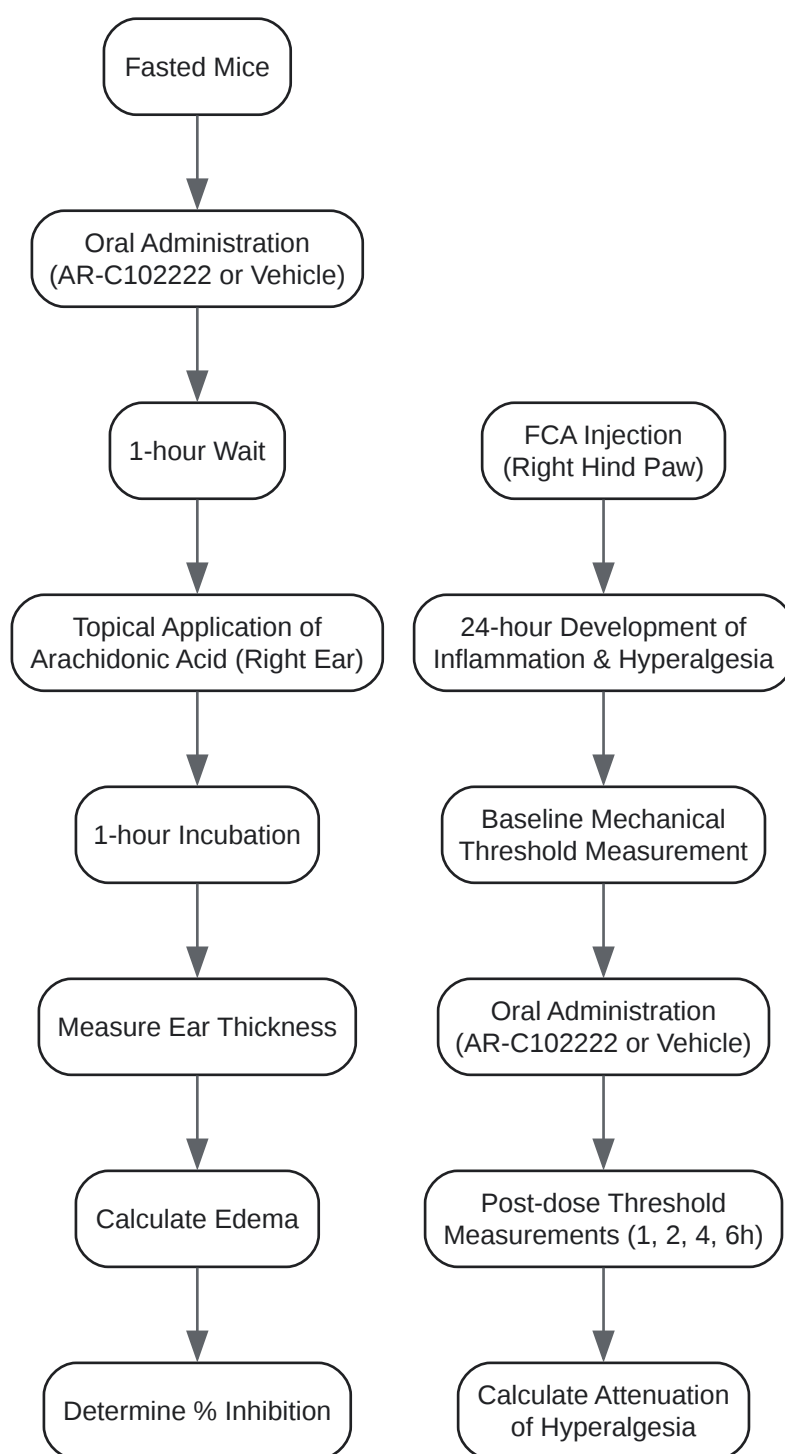 Fasted Mice
Oral Administration
(AR-C102222 or Vehicle)
1-hour Wait
Topical Application of
Arachidonic Acid (Right Ear)
1-hour Incubation
Measure Ear Thickness
Calculate Edema
Determine % Inhibition
FCA Injection
(Right Hind Paw)
24-hour Development of
Inflammation & Hyperalgesia
Baseline Mechanical
Threshold Measurement
Oral Administration
(AR-C102222 or Vehicle)
Post-dose Threshold
Measurements (1, 2, 4, 6h)
Calculate Attenuation
of Hyperalgesia